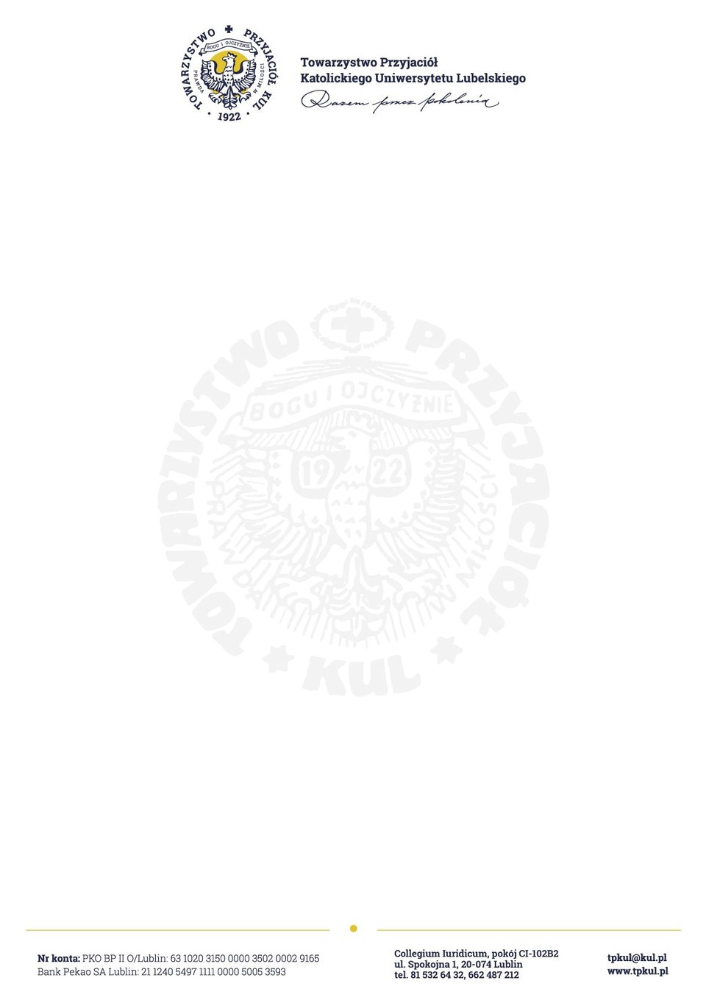 TOWARZYSTWO PRZYJACIÓŁ KUL
BOGU I OJCZYŹNIE
PRAWDA W MIŁOŚCI
• 1922 •
Towarzystwo Przyjaciół
Katolickiego Uniwersytetu Lubelskiego
Razem przez pokolenia
TOWARZYSTWO PRZYJACIÓŁ
BOGU I OJCZYŹNIE
19 22
PRAWDA W MIŁOŚCI
KUL
Nr konta: PKO BP II O/Lublin: 63 1020 3150 0000 3502 0002 9165
Bank Pekao SA Lublin: 21 1240 5497 1111 0000 5005 3593
Collegium Iuridicum, pokój CI-102B2
ul. Spokojna 1, 20-074 Lublin
tel. 81 532 64 32, 662 487 212
tpkul@kul.pl
www.tpkul.pl